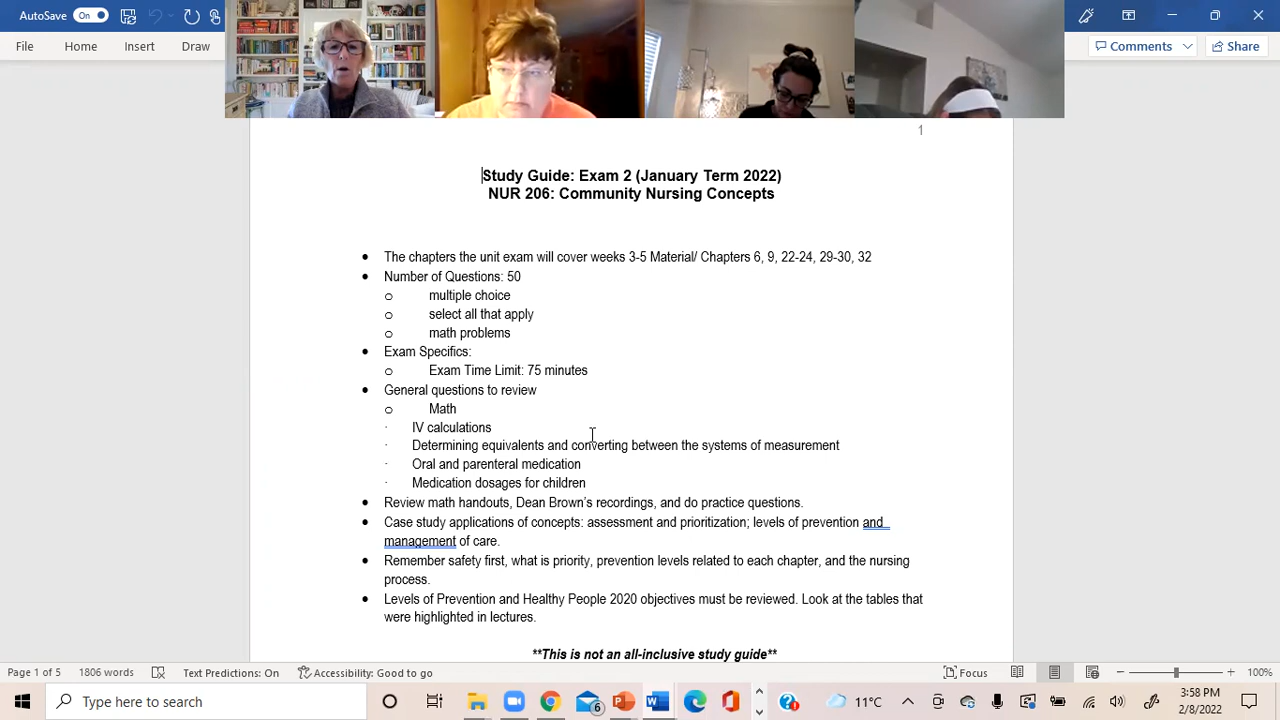 File
Home
Insert
Draw
Comments
Share
1
Study Guide: Exam 2 (January Term 2022)
NUR 206: Community Nursing Concepts
• The chapters the unit exam will cover weeks 3-5 Material/ Chapters 6, 9, 22-24, 29-30, 32
• Number of Questions: 50
o multiple choice
o select all that apply
o math problems
• Exam Specifics:
o Exam Time Limit: 75 minutes
• General questions to review
o Math
· IV calculations
· Determining equivalents and converting between the systems of measurement
· Oral and parenteral medication
· Medication dosages for children
• Review math handouts, Dean Brown's recordings, and do practice questions.
• Case study applications of concepts: assessment and prioritization; levels of prevention and
management of care.
• Remember safety first, what is priority, prevention levels related to each chapter, and the nursing
process.
• Levels of Prevention and Healthy People 2020 objectives must be reviewed. Look at the tables that
were highlighted in lectures.
**This is not an all-inclusive study guide**
Page 1 of 5 1806 words Text Predictions: On Accessibility: Good to go Focus 100%
Type here to search
6
11°C
3:58 PM
2/8/2022